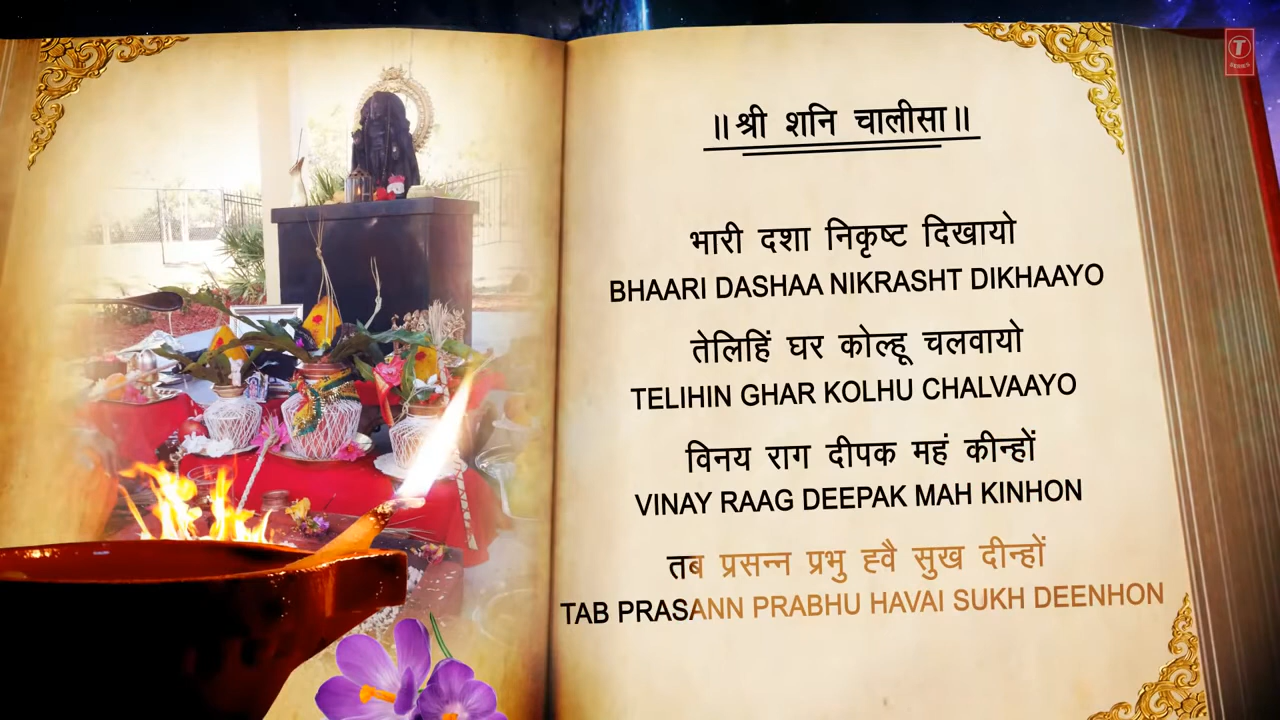 ॥ श्री शनि चालीसा ॥
भारी दशा निकृष्ट दिखायो
BHAARI DASHAA NIKRASHT DIKHAAYO
तेलिहिं घर कोल्हू चलवायो
TELIHIN GHAR KOLHU CHALVAAYO
विनय राग दीपक महं कीन्हों
VINAY RAAG DEEPAK MAH KINHON
तब प्रसन्न प्रभु ह्वै सुख दीन्हों
TAB PRASANN PRABHU HAVAI SUKH DEENHON
T SERIES